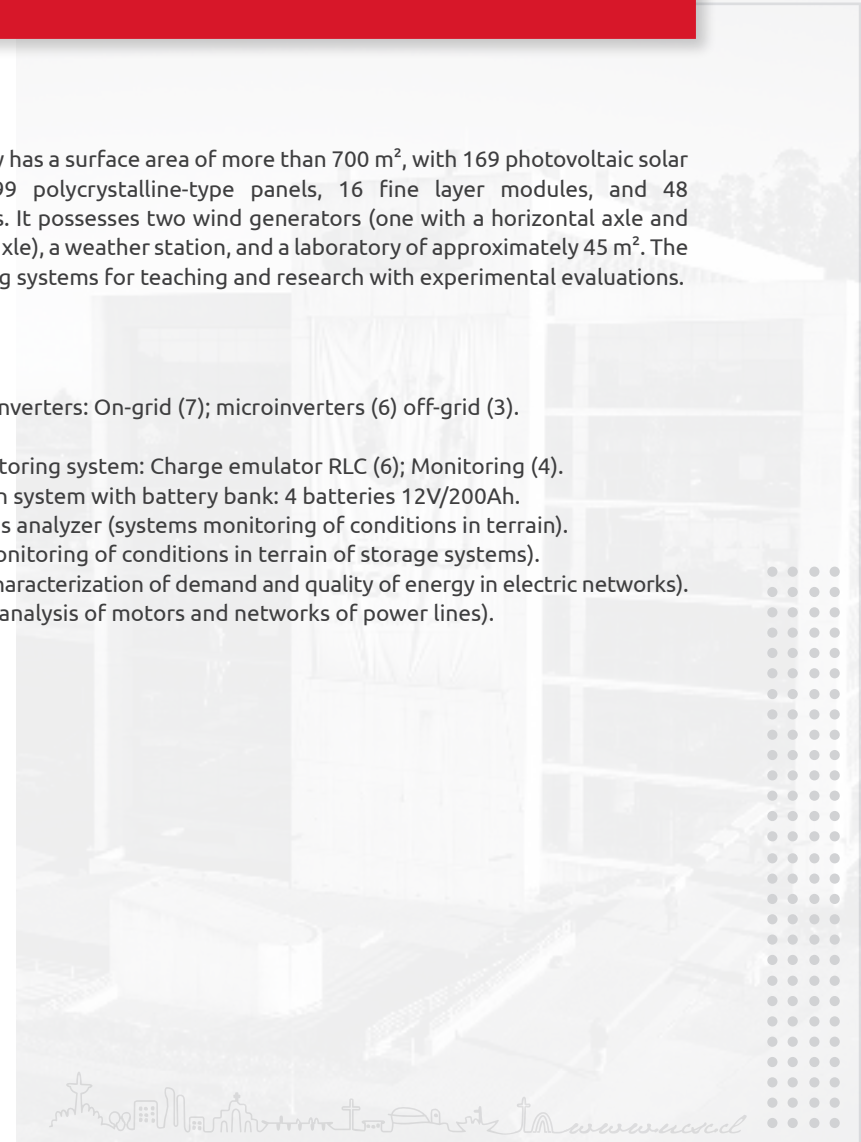 has a surface area of more than 700 m², with 169 photovoltaic solar
99 polycrystalline-type panels, 16 fine layer modules, and 48
s. It possesses two wind generators (one with a horizontal axle and
xle), a weather station, and a laboratory of approximately 45 m². The
g systems for teaching and research with experimental evaluations.
nverters: On-grid (7); microinverters (6) off-grid (3).
toring system: Charge emulator RLC (6); Monitoring (4).
n system with battery bank: 4 batteries 12V/200Ah.
s analyzer (systems monitoring of conditions in terrain).
onitoring of conditions in terrain of storage systems).
haracterization of demand and quality of energy in electric networks).
analysis of motors and networks of power lines).
www.ucsc.cl